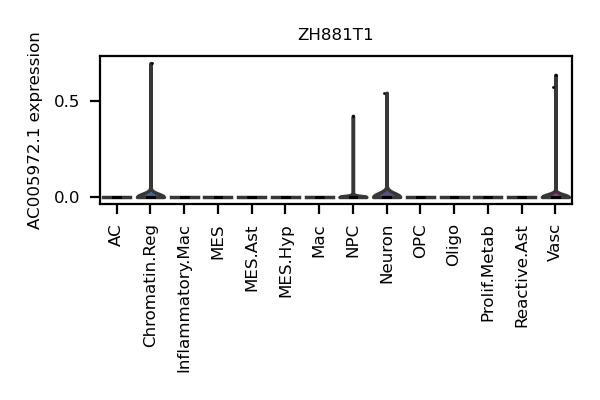 ZH881T1
AC005972.1 expression
0.5
0.0
AC
Chromatin.Reg
Inflammatory.Mac
MES
MES.Ast
MES.Hyp
Mac
NPC
Neuron
OPC
Oligo
Prolif.Metab
Reactive.Ast
Vasc